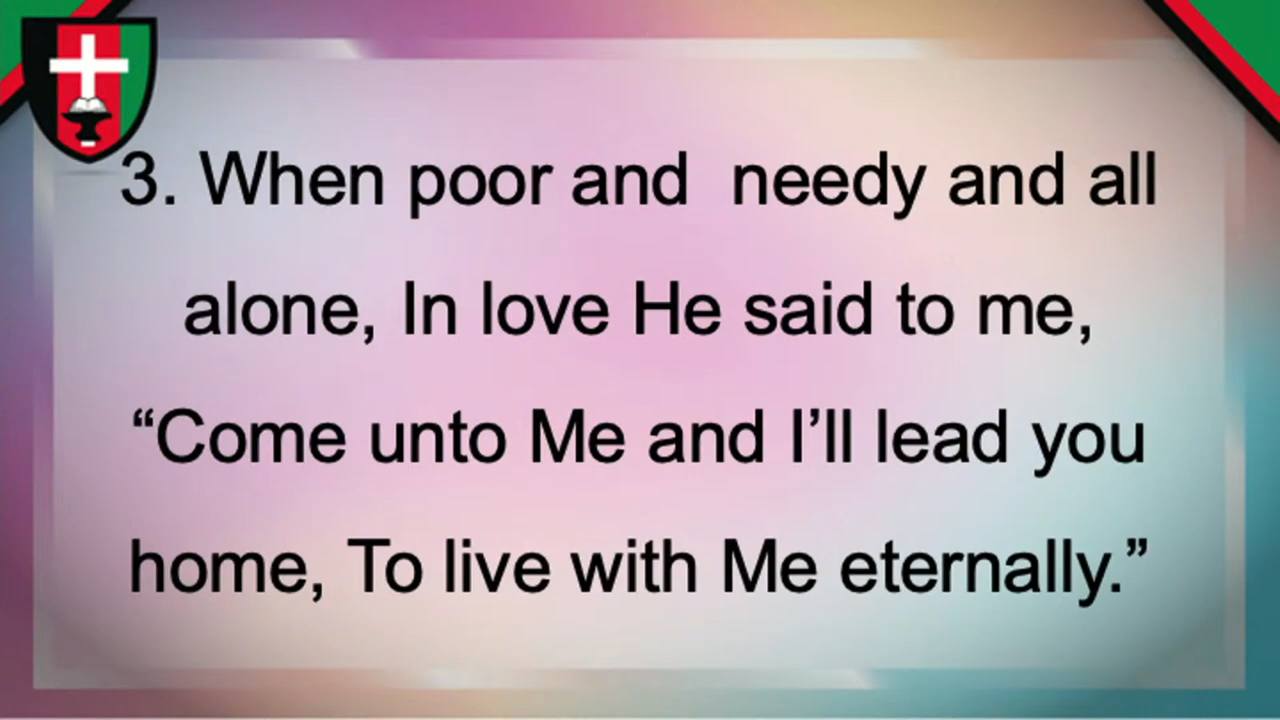 3. When poor and  needy and all
alone, In love He said to me,
“Come unto Me and I’ll lead you
home, To live with Me eternally.”